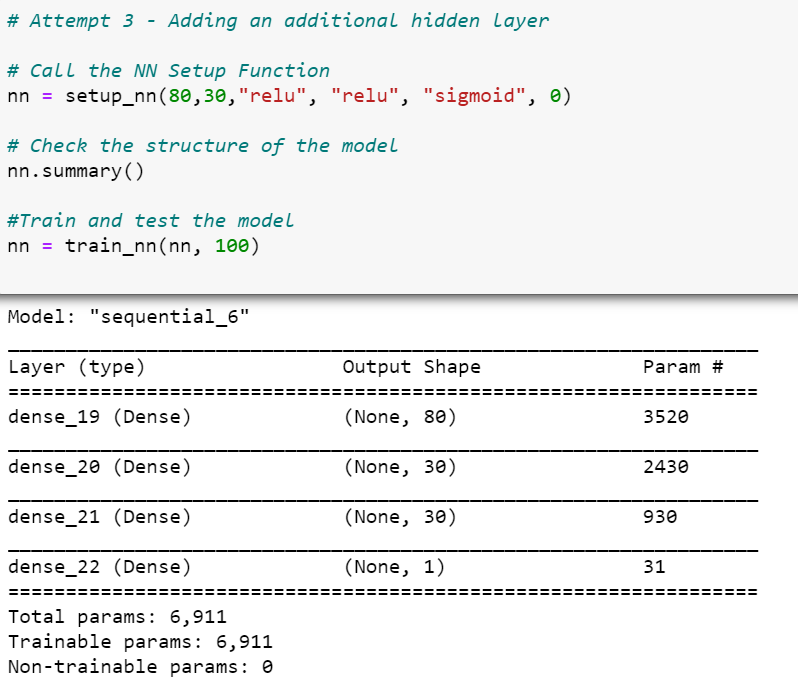 # Attempt 3 - Adding an additional hidden layer
# Call the NN Setup Function
nn = setup_nn(80,30,"relu", "relu", "sigmoid", 0)
# Check the structure of the model
nn.summary()
#Train and test the model
nn = train_nn(nn, 100)
Model: "sequential_6"
_________________________________________________________________
Layer (type)                 Output Shape              Param #
=================================================================
dense_19 (Dense)             (None, 80)                3520
_________________________________________________________________
dense_20 (Dense)             (None, 30)                2430
_________________________________________________________________
dense_21 (Dense)             (None, 30)                930
_________________________________________________________________
dense_22 (Dense)             (None, 1)                 31
=================================================================
Total params: 6,911
Trainable params: 6,911
Non-trainable params: 0